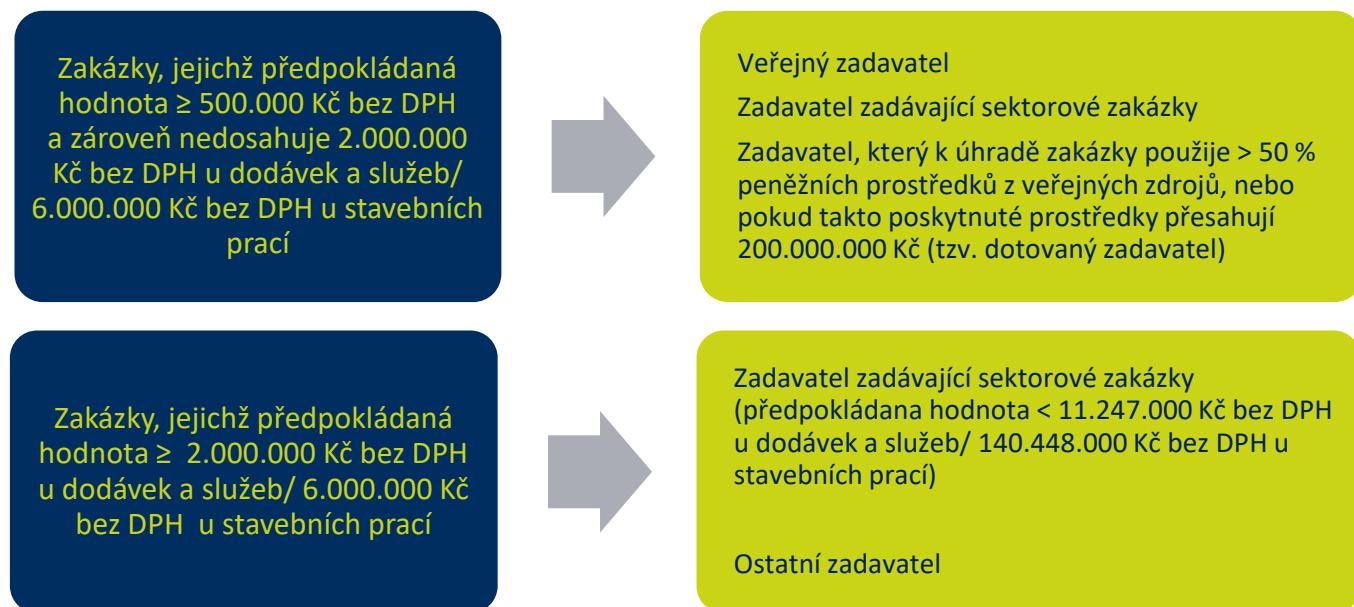 Zakázky, jejichž předpokládaná
hodnota ≥ 500.000 Kč bez DPH
a zároveň nedosahuje 2.000.000
Kč bez DPH u dodávek a služeb/
6.000.000 Kč bez DPH u stavebních
prací
Veřejný zadavatel
Zadavatel zadávající sektorové zakázky
Zadavatel, který k úhradě zakázky použije > 50 %
peněžních prostředků z veřejných zdrojů, nebo
pokud takto poskytnuté prostředky přesahují
200.000.000 Kč (tzv. dotovaný zadavatel)
Zakázky, jejichž předpokládaná
hodnota ≥ 2.000.000 Kč bez DPH
u dodávek a služeb/ 6.000.000 Kč
bez DPH u stavebních prací
Zadavatel zadávající sektorové zakázky
(předpokládana hodnota < 11.247.000 Kč bez DPH
u dodávek a služeb/ 140.448.000 Kč bez DPH u
stavebních prací)
Ostatní zadavatel